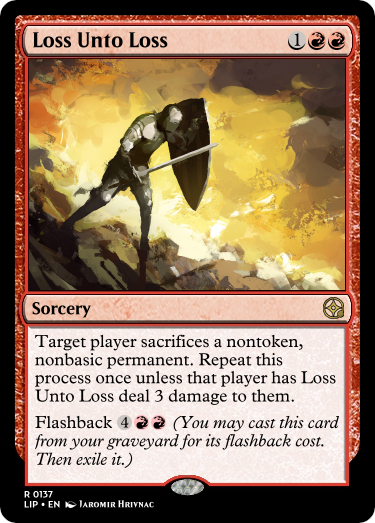 Loss Unto Loss 1
Sorcery
Target player sacrifices a nontoken,
nonbasic permanent. Repeat this
process once unless that player has Loss
Unto Loss deal 3 damage to them.
Flashback 4 (You may cast this card
from your graveyard for its flashback cost.
Then exile it.)
R 0137
LIP • EN Jaromir Hrivnac